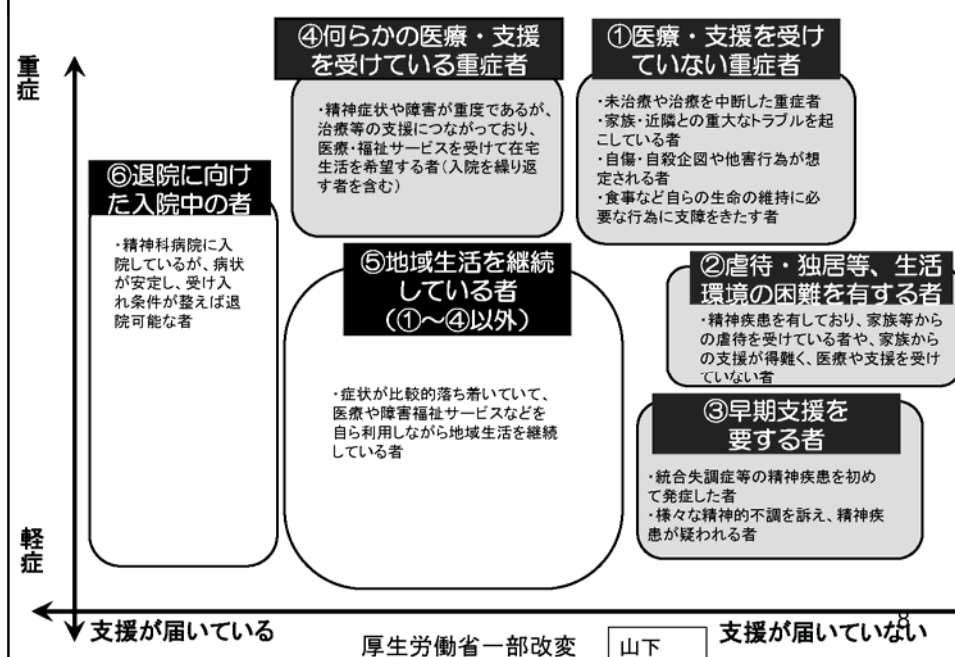 重症
④何らかの医療・支援
を受けている重症者
・精神症状や障害が重度であるが、
治療等の支援につながっており、
医療・福祉サービスを受けて在宅
生活を希望する者(入院を繰り返
す者を含む)
①医療・支援を受け
ていない重症者
・未治療や治療を中断した重症者
・家族・近隣との重大なトラブルを起
こしている者
・自傷・自殺企図や他害行為が想
定される者
・食事など自らの生命の維持に必
要な行為に支障をきたす者
⑥退院に向け
た入院中の者
・精神科病院に入
院しているが、病状
が安定し、受け入
れ条件が整えば退
院可能な者
⑤地域生活を継続
している者
(①～④以外)
・症状が比較的落ち着いていて、
医療や障害福祉サービスなどを
自ら利用しながら地域生活を継続
している者
②虐待・独居等、生活
環境の困難を有する者
・精神疾患を有しており、家族等から
の虐待を受けている者や、家族から
の支援が得難く、医療や支援を受け
ていない者
③早期支援を
要する者
・統合失調症等の精神疾患を初め
て発症した者
・様々な精神的不調を訴え、精神疾
患が疑われる者
軽症
支援が届いている
支援が届いていない
8
厚生労働省一部改変
山下